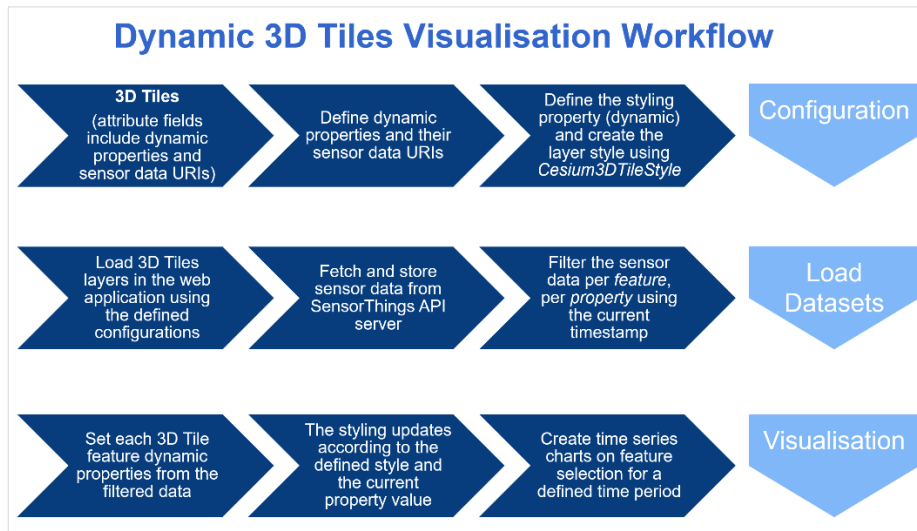 Dynamic 3D Tiles Visualisation Workflow
3D Tiles
(attribute fields
include dynamic
properties and
sensor data URIs)
Define dynamic
properties and their
sensor data URIs
Define the styling
property (dynamic)
and create the
layer style using
Cesium3DTileStyle
Configuration
Load 3D Tiles
layers in the web
application using
the defined
configurations
Fetch and store
sensor data from
SensorThings API
server
Filter the sensor
data per feature,
per property using
the current
timestamp
Load
Datasets
Set each 3D Tile
feature dynamic
properties from the
filtered data
The styling updates
according to the
defined style and
the current
property value
Create time series
charts on feature
selection for a
defined time period
Visualisation